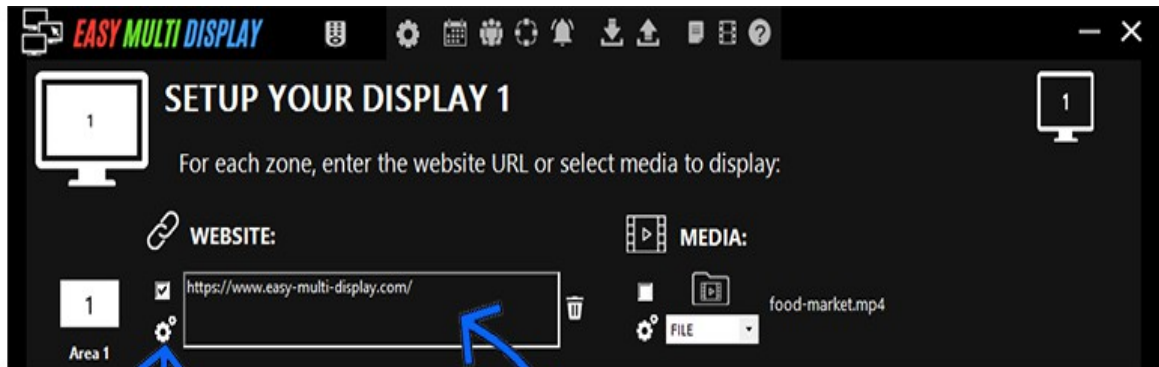 EASY MULTI DISPLAY
SETUP YOUR DISPLAY 1
1
1
For each zone, enter the website URL or select media to display:
WEBSITE:
MEDIA:
1
https://www.easy-multi-display.com/
food-market.mp4
FILE
Area 1